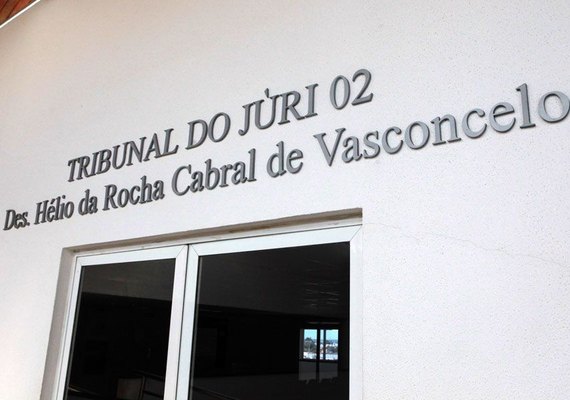 TRIBUNAL DO JÚRI 02
Des. Hélio da Rocha Cabral de Vasconcelo